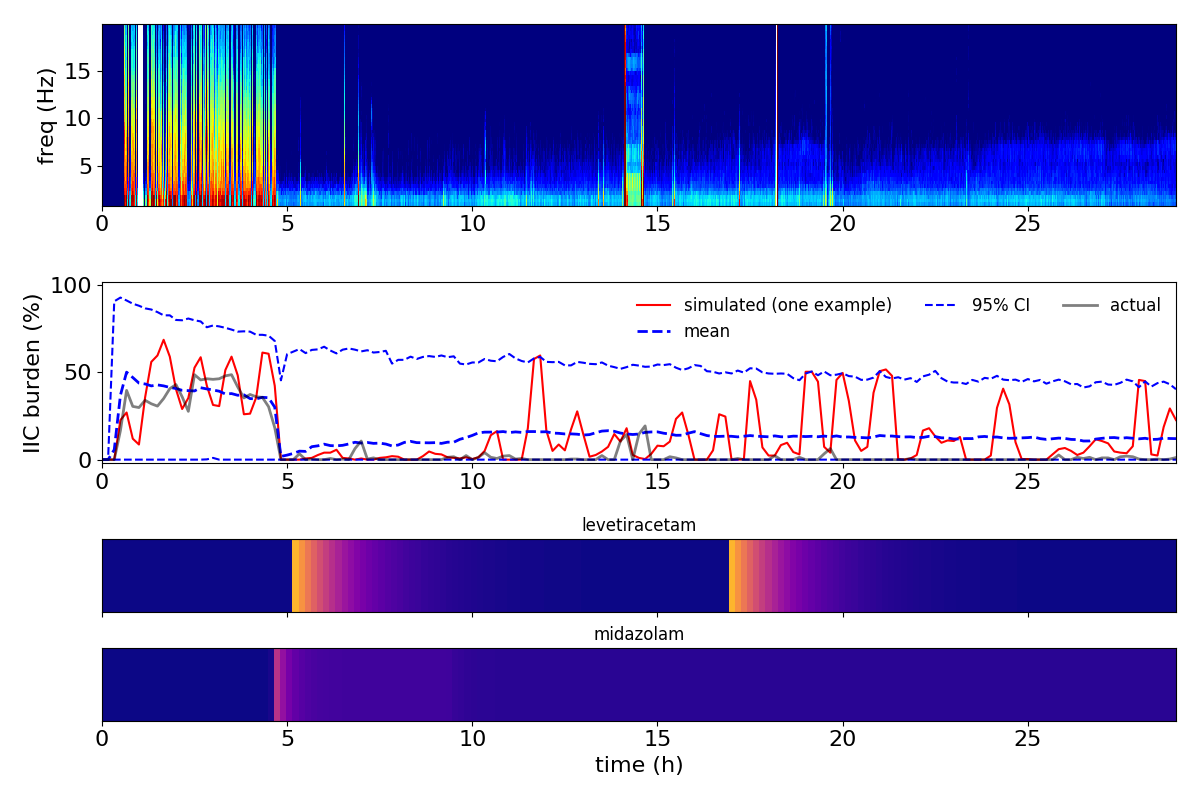 freq (Hz)
15
10
5
0 5 10 15 20 25
IIC burden (%)
100
50
0
simulated (one example) 95% CI actual
mean
0 5 10 15 20 25
levetiracetam
midazolam
0 5 10 15 20 25
time (h)